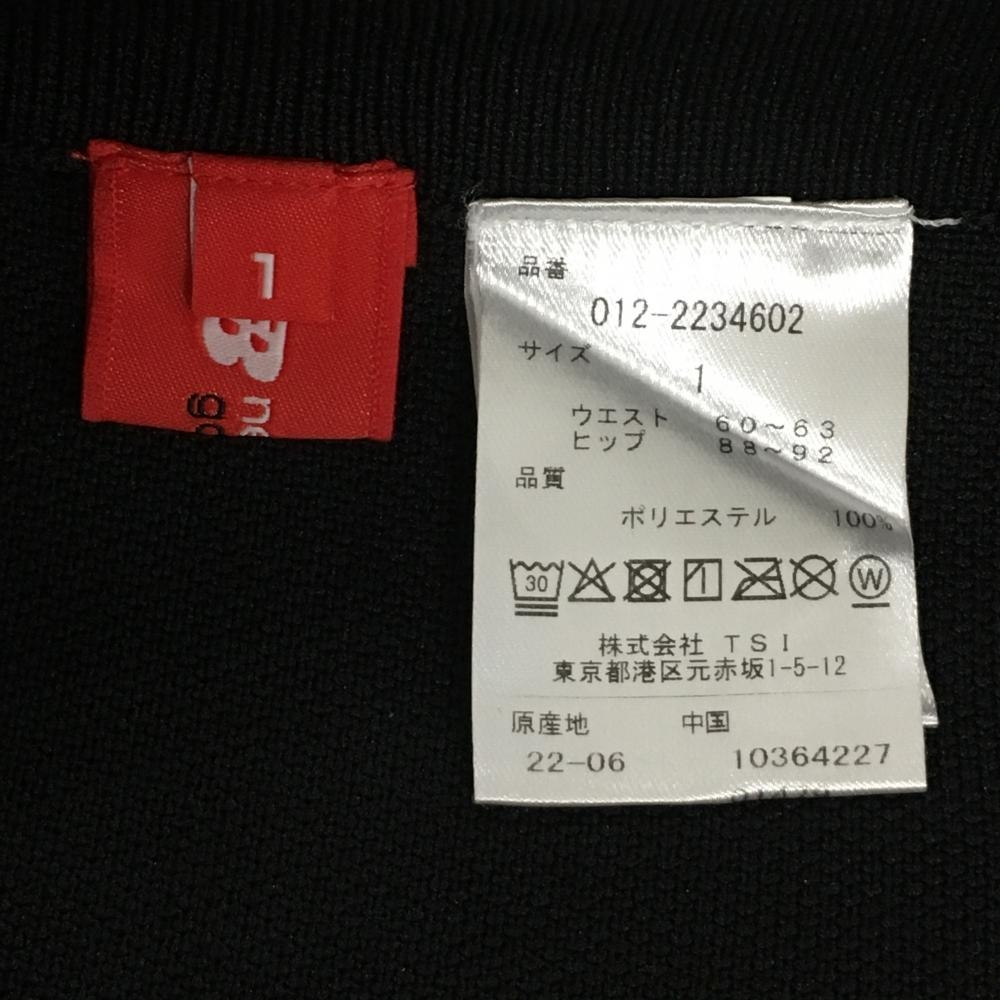 1
B
ne
go
品番
012-2234602
サイズ
1
ウエスト 60~63
ヒップ 88~92
品質
ポリエステル 100%
30
W
株式会社 TSI
東京都港区元赤坂1-5-12
原産地 中国
22-06 10364227